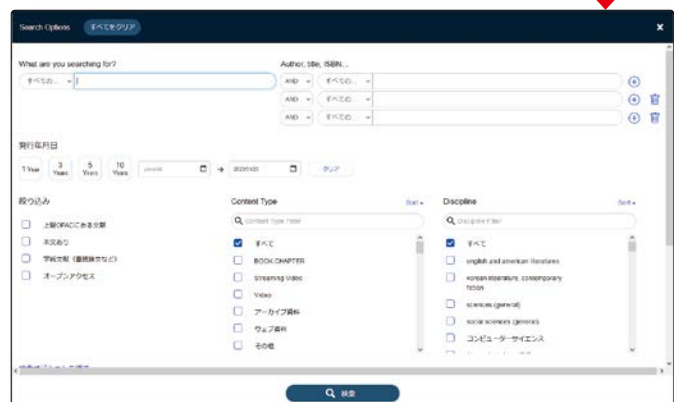 Search Options すべてをクリア ×
What are you searching for? Author, title, ISBN...
すべての... AND すべての...
AND すべての...
AND すべての...
発行年月日
1 Year 3 Years 5 Years 10 Years → クリア
絞り込み Content Type Sort Discipline Sort
Content Type Filter Discipline Filter
上智OPACにある文献 すべて すべて
本文あり BOOK CHAPTER english and american literatures
学術文献（書評論文など） Streaming Video korean literature, contemporary fiction
オープンアクセス Video sciences (general)
アーカイブ資料 social sciences (general)
ウェブ資料 コンピューターサイエンス
その他
検索